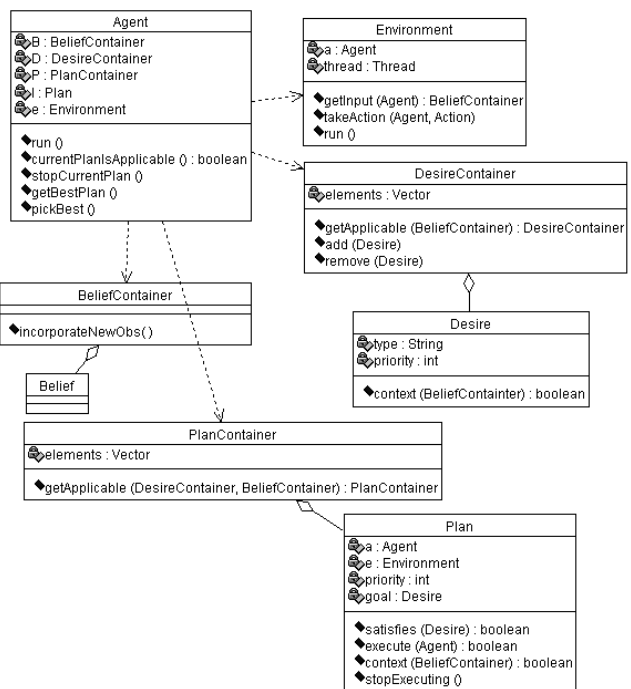 Agent
B : BeliefContainer
D : DesireContainer
P : PlanContainer
I : Plan
e : Environment
run ()
currentPlanIsApplicable () : boolean
stopCurrentPlan ()
getBestPlan ()
pickBest ()
Environment
a : Agent
thread : Thread
getInput (Agent) : BeliefContainer
takeAction (Agent, Action)
run ()
DesireContainer
elements : Vector
getApplicable (BeliefContainer) : DesireContainer
add (Desire)
remove (Desire)
BeliefContainer
incorporateNewObs( )
Belief
Desire
type : String
priority : int
context (BeliefContainter) : boolean
PlanContainer
elements : Vector
getApplicable (DesireContainer, BeliefContainer) : PlanContainer
Plan
a : Agent
e : Environment
priority : int
goal : Desire
satisfies (Desire) : boolean
execute (Agent) : boolean
context (BeliefContainer) : boolean
stopExecuting ()